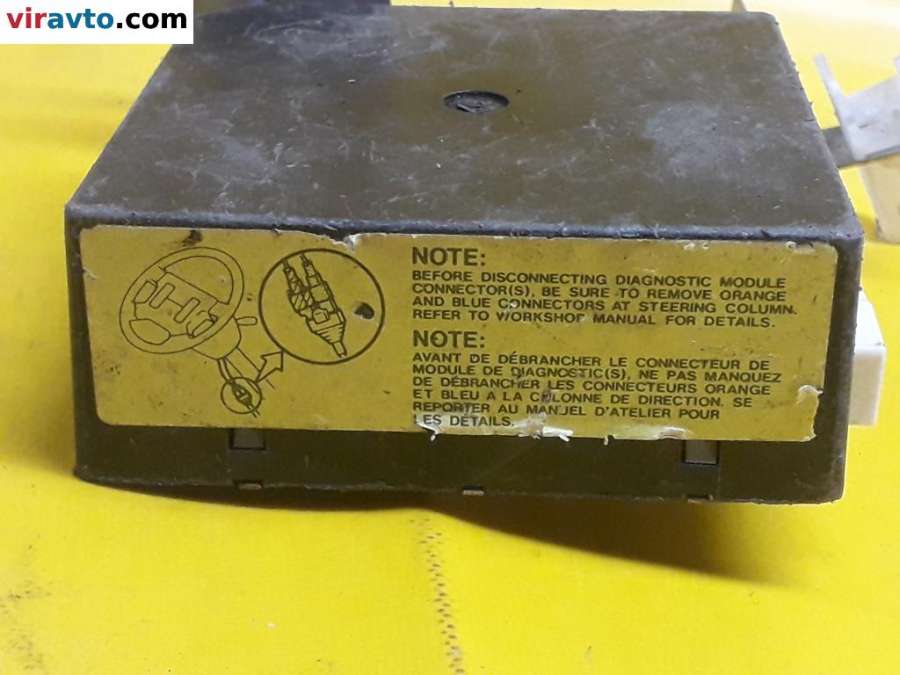 viravto.com
NOTE:
BEFORE DISCONNECTING DIAGNOSTIC MODULE
CONNECTOR(S), BE SURE TO REMOVE ORANGE
AND BLUE CONNECTORS AT STEERING COLUMN.
REFER TO WORKSHOP MANUAL FOR DETAILS.
NOTE:
AVANT DE DÉBRANCHER LE CONNECTEUR DE
MODULE DE DIAGNOSTIC(S), NE PAS MANQUEZ
DE DÉBRANCHER LES CONNECTEURS ORANGE
ET BLEU A LA COLONNE DE DIRECTION. SE
REPORTER AU MANUEL D'ATELIER POUR
LES DÉTAILS.